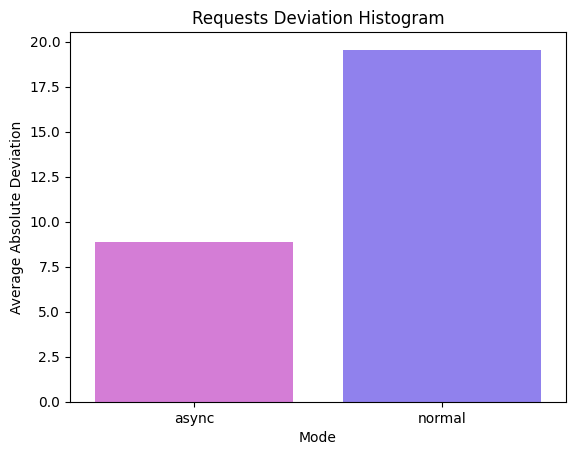 Requests Deviation Histogram
Average Absolute Deviation
20.0
17.5
15.0
12.5
10.0
7.5
5.0
2.5
0.0
async
normal
Mode